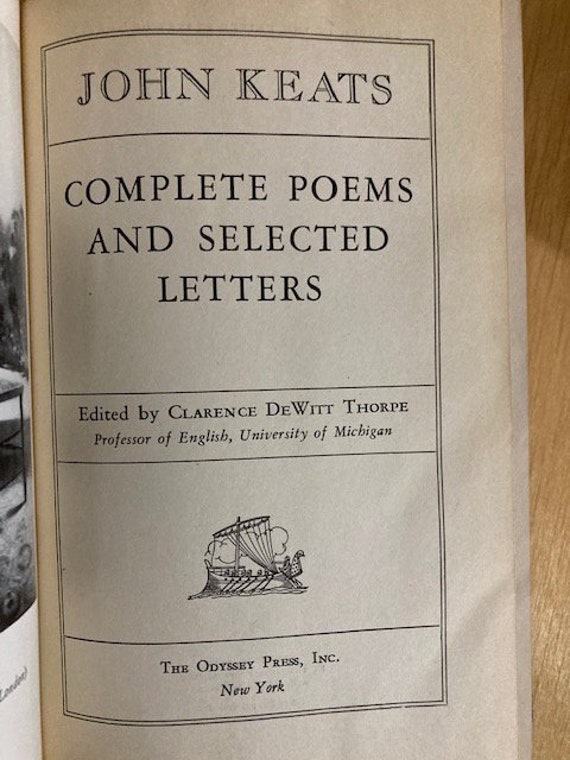 JOHN KEATS
COMPLETE POEMS
AND SELECTED
LETTERS
Edited by CLARENCE DEWITT THORPE
Professor of English, University of Michigan
THE ODYSSEY PRESS, INC.
New York
London)